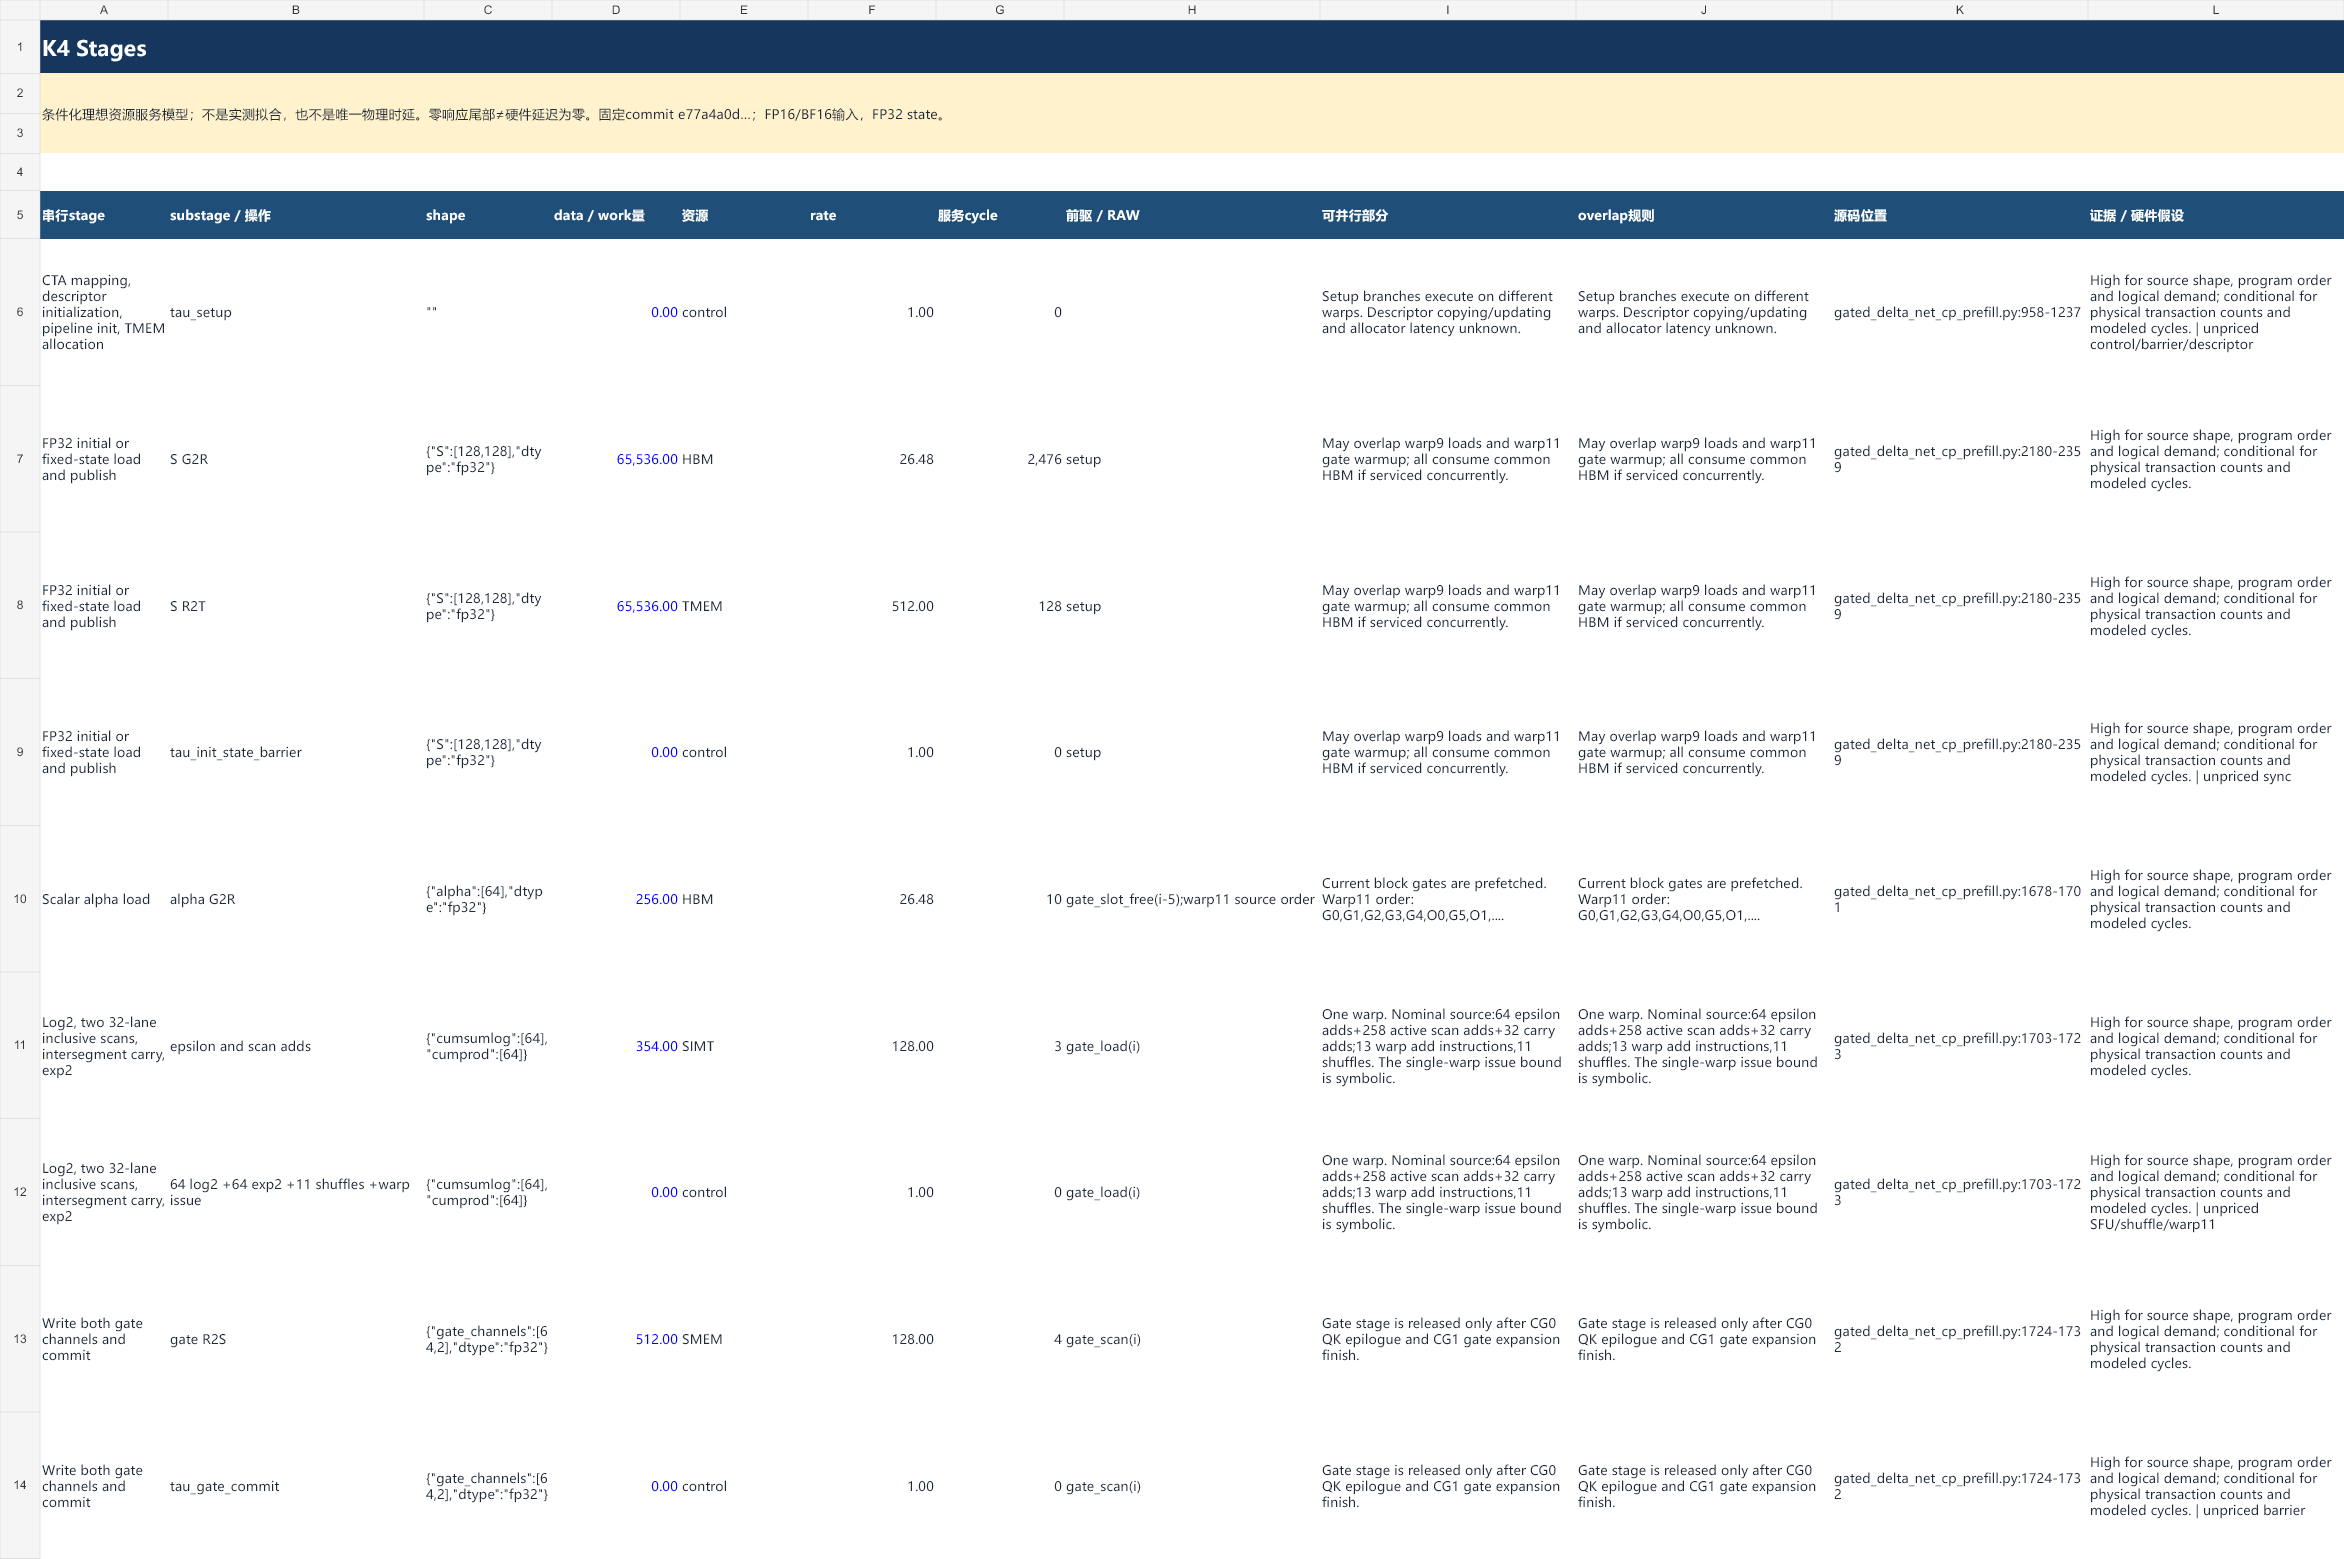 A B C D E F G H I J K L
1 K4 Stages
2
条件化理想资源服务模型；不是实测拟合，也不是唯一物理时延。零响应尾部≠硬件延迟为零。固定commit e77a4a0d...；FP16/BF16输入，FP32 state。
3
4
5 串行stage substage / 操作 shape data / work量 资源 rate 服务cycle 前驱 / RAW 可并行部分 overlap规则 源码位置 证据 / 硬件假设
6
CTA mapping,
descriptor
initialization,
pipeline init, TMEM
allocation
tau_setup
""
0.00 control
1.00
0
Setup branches execute on different
warps. Descriptor copying/updating
and allocator latency unknown.
Setup branches execute on different
warps. Descriptor copying/updating
and allocator latency unknown.
gated_delta_net_cp_prefill.py:958-1237
High for source shape, program order
and logical demand; conditional for
physical transaction counts and
modeled cycles. | unpriced
control/barrier/descriptor
7
FP32 initial or
fixed-state load
and publish
S G2R
{"S":[128,128],"dty
pe":"fp32"}
65,536.00 HBM
26.48
2,476 setup
May overlap warp9 loads and warp11
gate warmup; all consume common
HBM if serviced concurrently.
May overlap warp9 loads and warp11
gate warmup; all consume common
HBM if serviced concurrently.
gated_delta_net_cp_prefill.py:2180-235
9
High for source shape, program order
and logical demand; conditional for
physical transaction counts and
modeled cycles.
8
FP32 initial or
fixed-state load
and publish
S R2T
{"S":[128,128],"dty
pe":"fp32"}
65,536.00 TMEM
512.00
128 setup
May overlap warp9 loads and warp11
gate warmup; all consume common
HBM if serviced concurrently.
May overlap warp9 loads and warp11
gate warmup; all consume common
HBM if serviced concurrently.
gated_delta_net_cp_prefill.py:2180-235
9
High for source shape, program order
and logical demand; conditional for
physical transaction counts and
modeled cycles.
9
FP32 initial or
fixed-state load
and publish
tau_init_state_barrier
{"S":[128,128],"dty
pe":"fp32"}
0.00 control
1.00
0 setup
May overlap warp9 loads and warp11
gate warmup; all consume common
HBM if serviced concurrently.
May overlap warp9 loads and warp11
gate warmup; all consume common
HBM if serviced concurrently.
gated_delta_net_cp_prefill.py:2180-235
9
High for source shape, program order
and logical demand; conditional for
physical transaction counts and
modeled cycles. | unpriced sync
10
Scalar alpha load
alpha G2R
{"alpha":[64],"dtyp
e":"fp32"}
256.00 HBM
26.48
10 gate_slot_free(i-5);warp11 source order
Current block gates are prefetched.
Warp11 order:
G0,G1,G2,G3,G4,O0,G5,O1,....
Current block gates are prefetched.
Warp11 order:
G0,G1,G2,G3,G4,O0,G5,O1,....
gated_delta_net_cp_prefill.py:1678-170
1
High for source shape, program order
and logical demand; conditional for
physical transaction counts and
modeled cycles.
11
Log2, two 32-lane
inclusive scans,
intersegment carry,
exp2
epsilon and scan adds
{"cumsumlog":[64],
"cumprod":[64]}
354.00 SIMT
128.00
3 gate_load(i)
One warp. Nominal source:64 epsilon
adds+258 active scan adds+32 carry
adds;13 warp add instructions,11
shuffles. The single-warp issue bound
is symbolic.
One warp. Nominal source:64 epsilon
adds+258 active scan adds+32 carry
adds;13 warp add instructions,11
shuffles. The single-warp issue bound
is symbolic.
gated_delta_net_cp_prefill.py:1703-172
3
High for source shape, program order
and logical demand; conditional for
physical transaction counts and
modeled cycles.
12
Log2, two 32-lane
inclusive scans,
intersegment carry,
exp2
64 log2 +64 exp2 +11 shuffles +warp
issue
{"cumsumlog":[64],
"cumprod":[64]}
0.00 control
1.00
0 gate_load(i)
One warp. Nominal source:64 epsilon
adds+258 active scan adds+32 carry
adds;13 warp add instructions,11
shuffles. The single-warp issue bound
is symbolic.
One warp. Nominal source:64 epsilon
adds+258 active scan adds+32 carry
adds;13 warp add instructions,11
shuffles. The single-warp issue bound
is symbolic.
gated_delta_net_cp_prefill.py:1703-172
3
High for source shape, program order
and logical demand; conditional for
physical transaction counts and
modeled cycles. | unpriced
SFU/shuffle/warp11
13
Write both gate
channels and
commit
gate R2S
{"gate_channels":[6
4,2],"dtype":"fp32"}
512.00 SMEM
128.00
4 gate_scan(i)
Gate stage is released only after CG0
QK epilogue and CG1 gate expansion
finish.
Gate stage is released only after CG0
QK epilogue and CG1 gate expansion
finish.
gated_delta_net_cp_prefill.py:1724-173
2
High for source shape, program order
and logical demand; conditional for
physical transaction counts and
modeled cycles.
14
Write both gate
channels and
commit
tau_gate_commit
{"gate_channels":[6
4,2],"dtype":"fp32"}
0.00 control
1.00
0 gate_scan(i)
Gate stage is released only after CG0
QK epilogue and CG1 gate expansion
finish.
Gate stage is released only after CG0
QK epilogue and CG1 gate expansion
finish.
gated_delta_net_cp_prefill.py:1724-173
2
High for source shape, program order
and logical demand; conditional for
physical transaction counts and
modeled cycles. | unpriced barrier